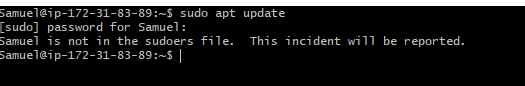 Samuel@ip-172-31-83-89:~$ sudo apt update
[sudo] password for Samuel:
Samuel is not in the sudoers file.  This incident will be reported.
Samuel@ip-172-31-83-89:~$